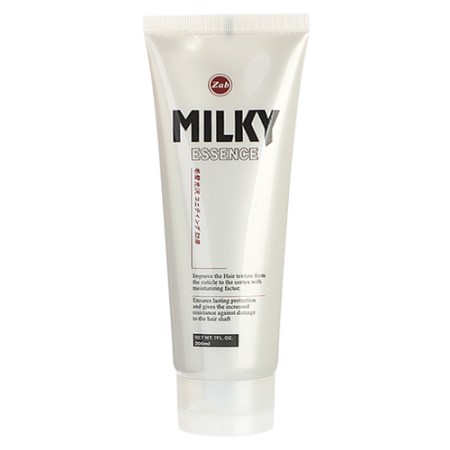 Zab
MILKY
ESSENCE
Improve the Hair texture from
the cuticle to the cortex with
moisturizing factor.
Ensures lasting protection
and gives the increased
resistance against damage
to the hair shaft
NET WT. 7FL. OZ.
200ml